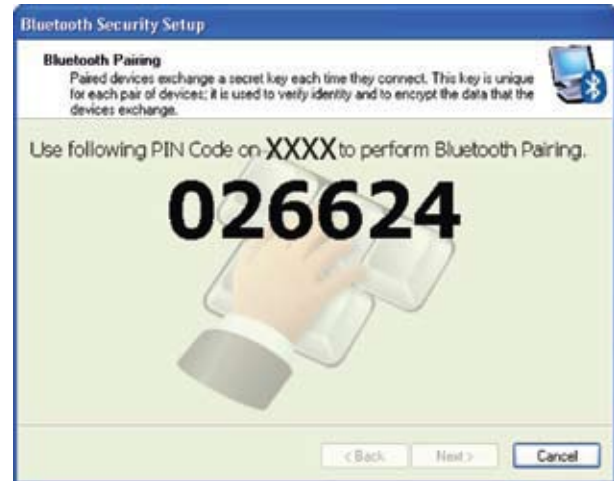 Bluetooth Security Setup
Bluetooth Pairing
Paired devices exchange a secret key each time they connect. This key is unique
for each pair of devices; it is used to verify identity and to encrypt the data that the
devices exchange.
Use following PIN Code on XXXX to perform Bluetooth Pairing.
026624
< Back Next > Cancel